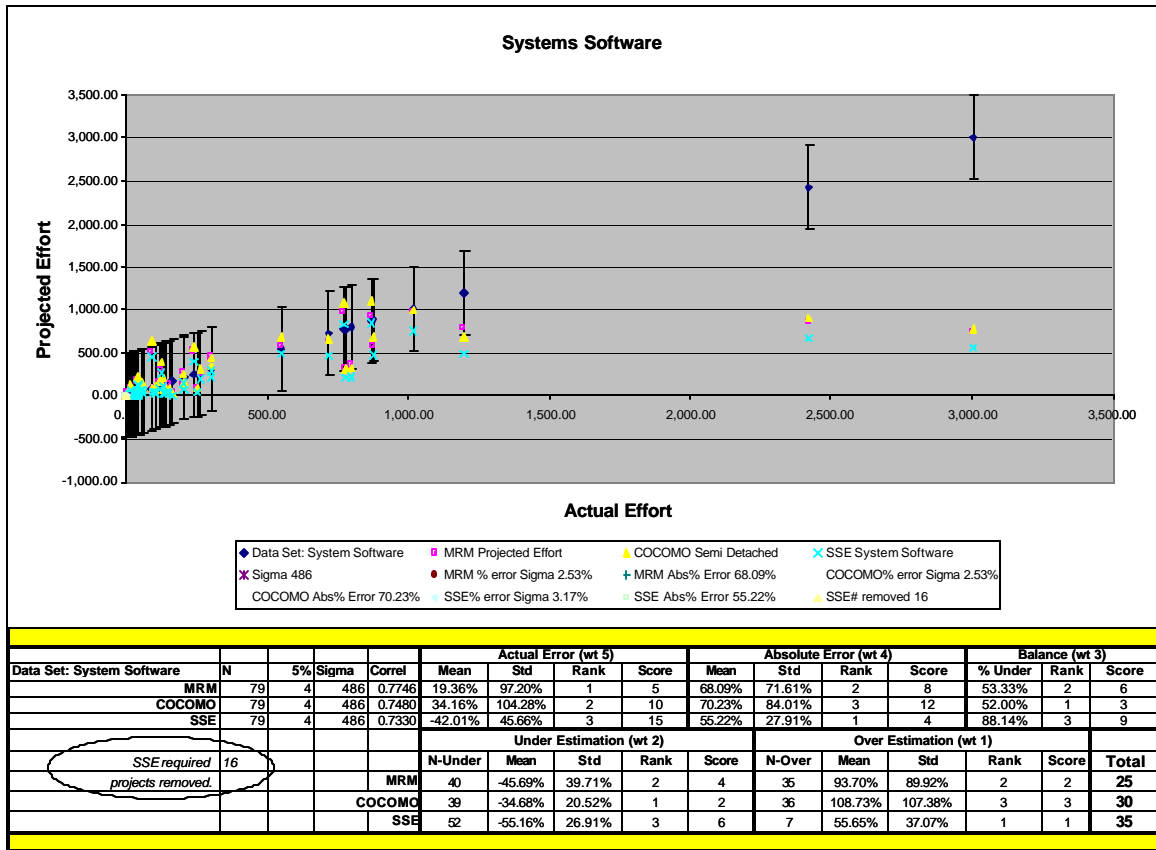 Systems Software
3,500.00
3,000.00
2,500.00
2,000.00
1,500.00
1,000.00
500.00
0.00
-500.00
-1,000.00
Projected Effort
0. 500.00 1,000.00 1,500.00 2,000.00 2,500.00 3,000.00 3,500.00
Actual Effort
Data Set: System Software MRM Projected Effort COCOMO Semi Detached SSE System Software
Sigma 486 MRM % error Sigma 2.53% MRM Abs% Error 68.09% COCOMO% error Sigma 2.53%
COCOMO Abs% Error 70.23% SSE% error Sigma 3.17% SSE Abs% Error 55.22% SSE# removed 16
Actual Error (wt 5) Absolute Error (wt 4) Balance (wt 3)
Data Set: System Software N 5% Sigma Correl Mean Std Rank Score Mean Std Rank Score % Under Rank Score
MRM 79 4 486 0.7746 19.36% 97.20% 1 5 68.09% 71.61% 2 8 53.33% 2 6
COCOMO 79 4 486 0.7480 34.16% 104.28% 2 10 70.23% 84.01% 3 12 52.00% 1 3
SSE 79 4 486 0.7330 -42.01% 45.66% 3 15 55.22% 27.91% 1 4 88.14% 3 9
Under Estimation (wt 2) Over Estimation (wt 1)
SSE required 16 N-Under Mean Std Rank Score N-Over Mean Std Rank Score Total
projects removed. MRM 40 -45.69% 39.71% 2 4 35 93.70% 89.92% 2 2 25
COCOMO 39 -34.68% 20.52% 1 2 36 108.73% 107.38% 3 3 30
SSE 52 -55.16% 26.91% 3 6 7 55.65% 37.07% 1 1 35